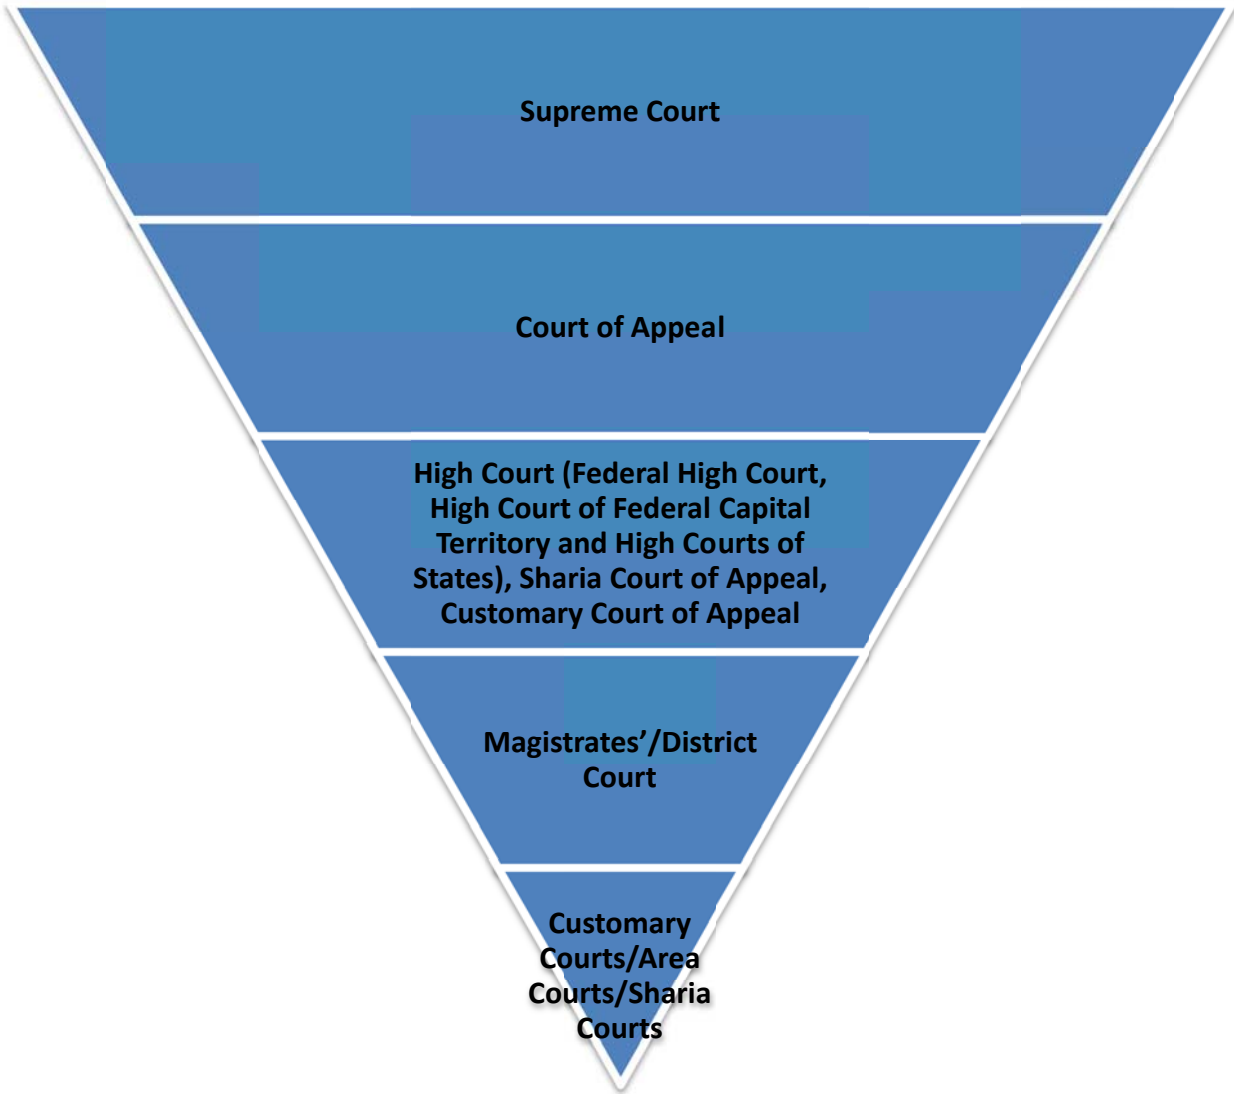 Supreme Court
Court of Appeal
High Court (Federal High Court,
High Court of Federal Capital
Territory and High Courts of
States), Sharia Court of Appeal,
Customary Court of Appeal
Magistrates’/District
Court
Customary
Courts/Area
Courts/Sharia
Courts